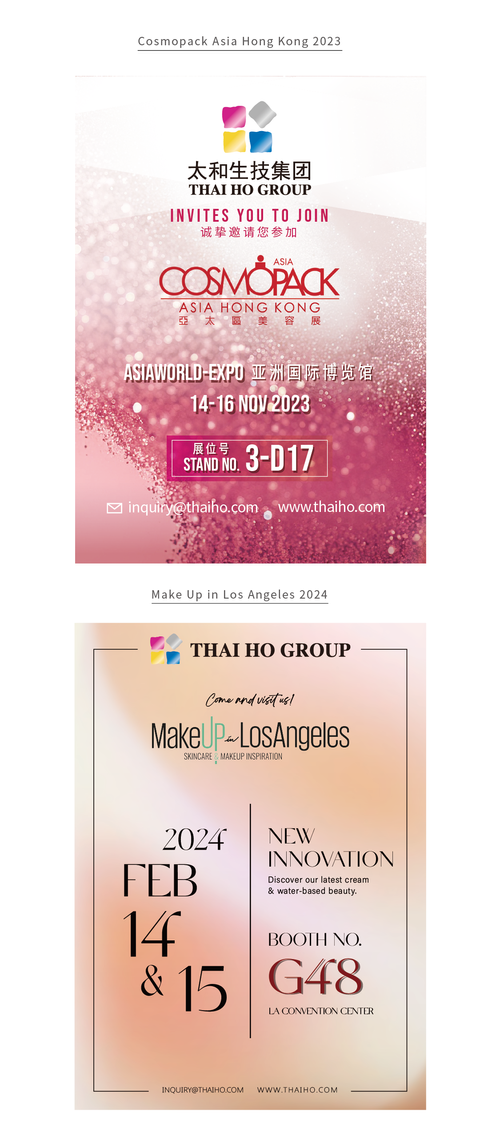 Cosmopack Asia Hong Kong 2023
太和生技集团
THAI HO GROUP
INVITES YOU TO JOIN
诚挚邀请您参加
ASIA
COSMOPACK
ASIA HONG KONG
亞太區美容展
ASIAWORLD-EXPO 亚洲国际博览馆
14-16 NOV 2023
展位号
STAND NO. 3-D17
inquiry@thaiho.com www.thaiho.com
Make Up in Los Angeles 2024
THAI HO GROUP
Come and visit us!
MakeUP in LosAngeles
SKINCARE & MAKEUP INSPIRATION
2024
FEB
14
& 15
NEW
INNOVATION
Discover our latest cream
& water-based beauty.
BOOTH NO.
G48
LA CONVENTION CENTER
INQUIRY@THAIHO.COM WWW.THAIHO.COM